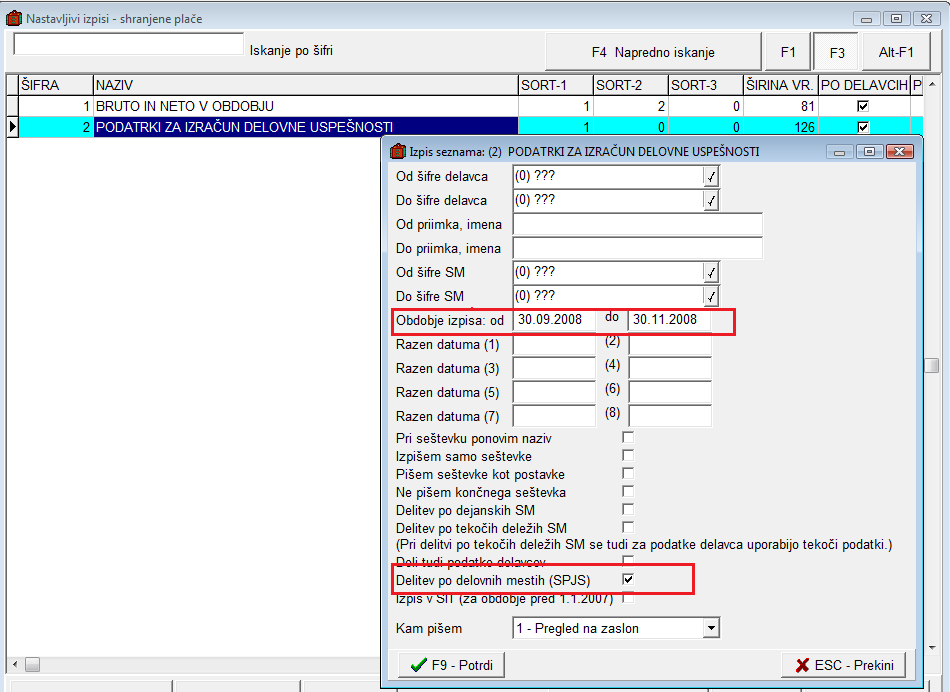 Nastavljivi izpisi - shranjene plače
Iskanje po šifri
F4 Napredno iskanje
F1
F3
Alt-F1
ŠIFRA NAZIV SORT-1 SORT-2 SORT-3 ŠIRINA VR. PO DELAVCIH P
1 BRUTO IN NETO V OBDOBJU 1 2 0 81
2 PODATRKI ZA IZRAČUN DELOVNE USPEŠNOSTI 1 0 0 126
Izpis seznama: (2) PODATRKI ZA IZRAČUN DELOVNE USPEŠNOSTI
Od šifre delavca (0) ???
Do šifre delavca (0) ???
Od priimka, imena
Do priimka, imena
Od šifre SM (0) ???
Do šifre SM (0) ???
Obdobje izpisa: od 30.09.2008 do 30.11.2008
Razen datuma (1) (2)
Razen datuma (3) (4)
Razen datuma (5) (6)
Razen datuma (7) (8)
Pri seštevku ponovim naziv
Izpišem samo seštevke
Pišem seštevke kot postavke
Ne pišem končnega seštevka
Delitev po dejanskih SM
Delitev po tekočih deležih SM
(Pri delitvi po tekočih deležih SM se tudi za podatke delavca uporabijo tekoči podatki.)
Deli tudi podatke delavcev
Delitev po delovnih mestih (SPJS)
Izpis v SIT (za obdobje pred 1.1.2007)
Kam pišem 1 - Pregled na zaslon
F9 - Potrdi
ESC - Prekini